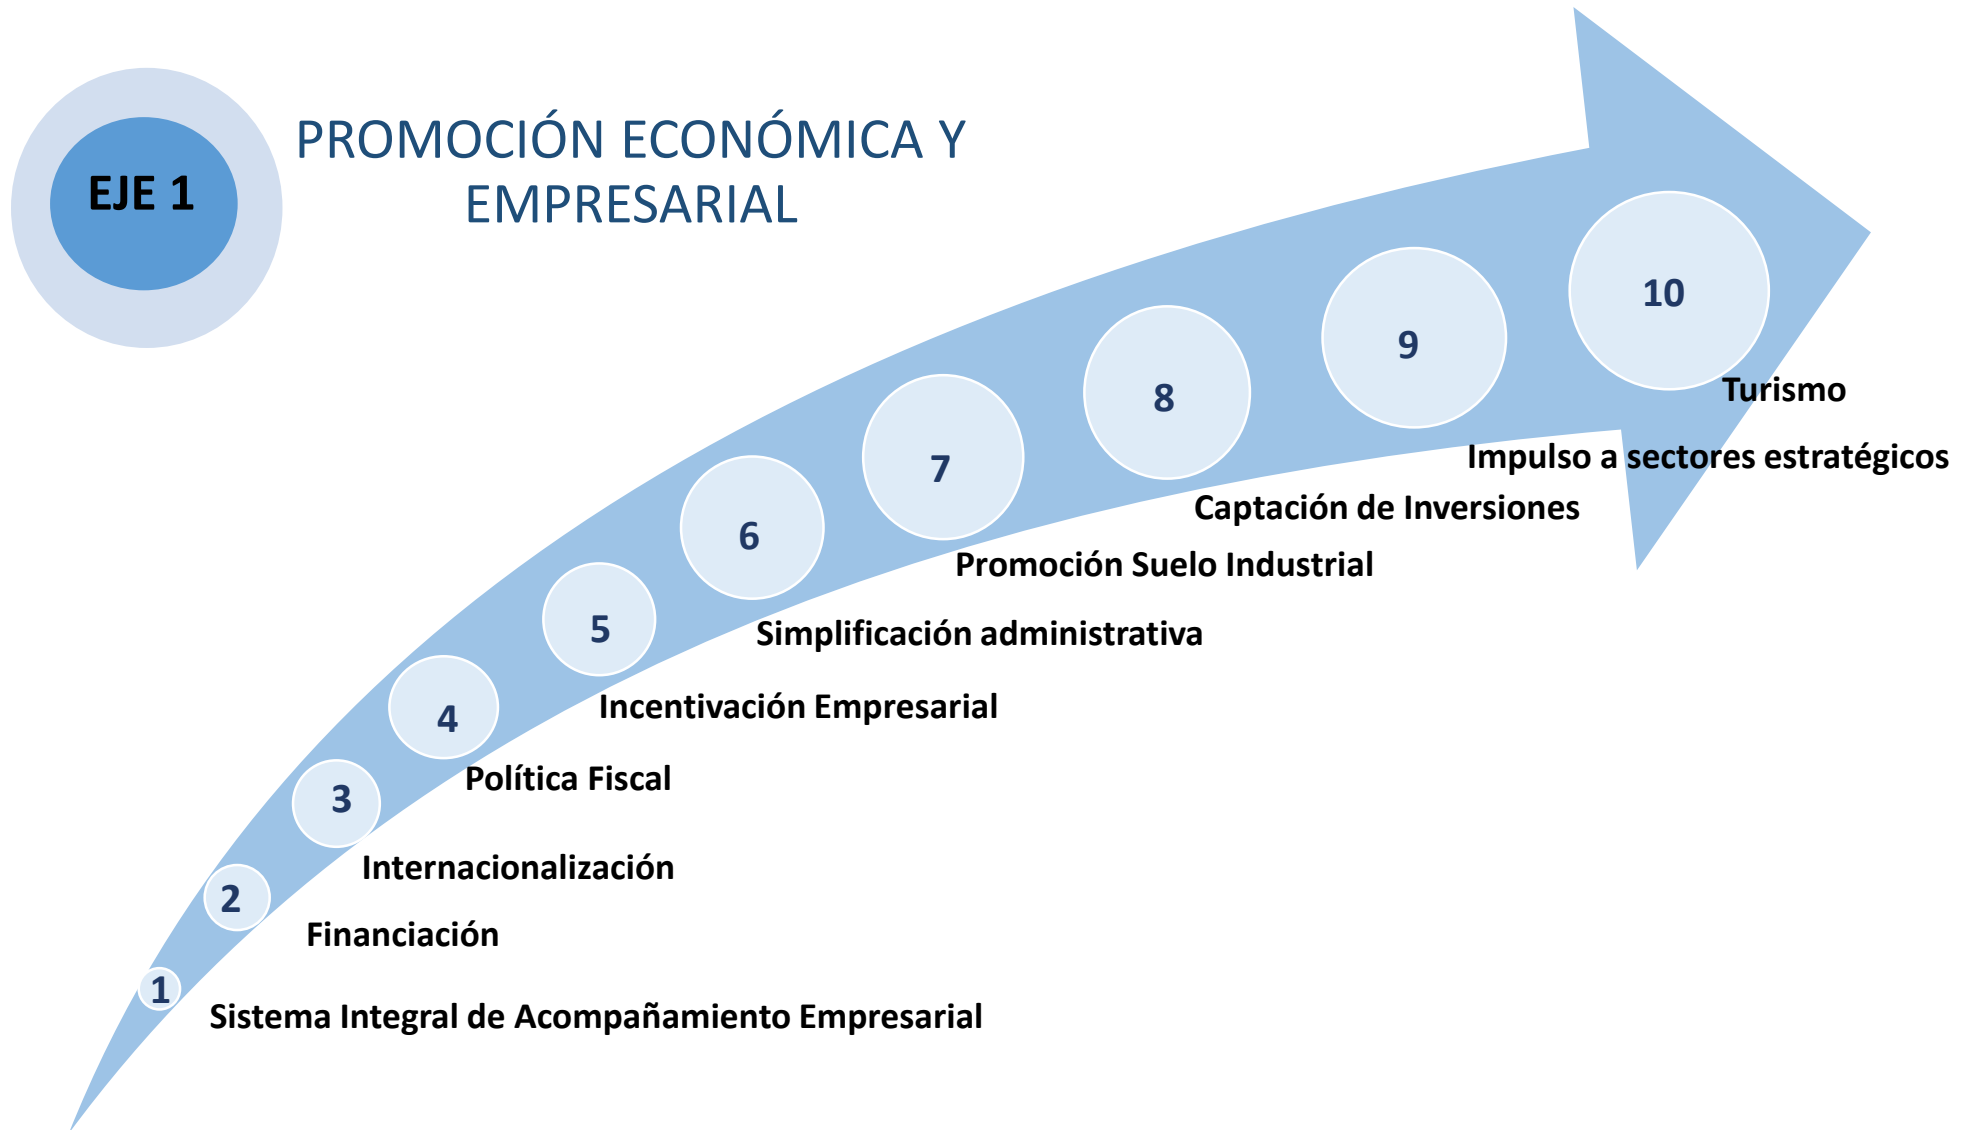 EJE 1
PROMOCIÓN ECONÓMICA Y
EMPRESARIAL
1
Sistema Integral de Acompañamiento Empresarial
2
Financiación
3
Internacionalización
4
Política Fiscal
5
Incentivación Empresarial
6
Simplificación administrativa
7
Promoción Suelo Industrial
8
Captación de Inversiones
9
Impulso a sectores estratégicos
10
Turismo